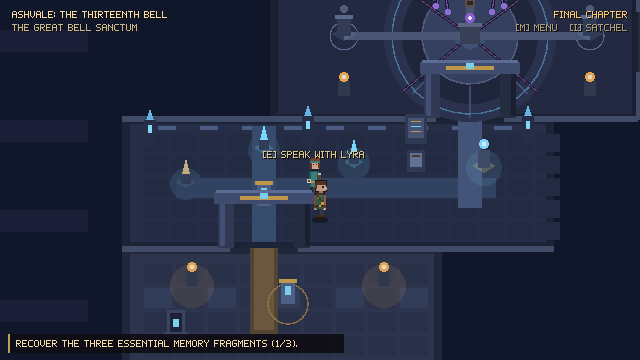 ASHVALE: THE THIRTEENTH BELL
THE GREAT BELL SANCTUM
FINAL CHAPTER
[M] MENU [I] SATCHEL
[E] SPEAK WITH LYRA
RECOVER THE THREE ESSENTIAL MEMORY FRAGMENTS (1/3).